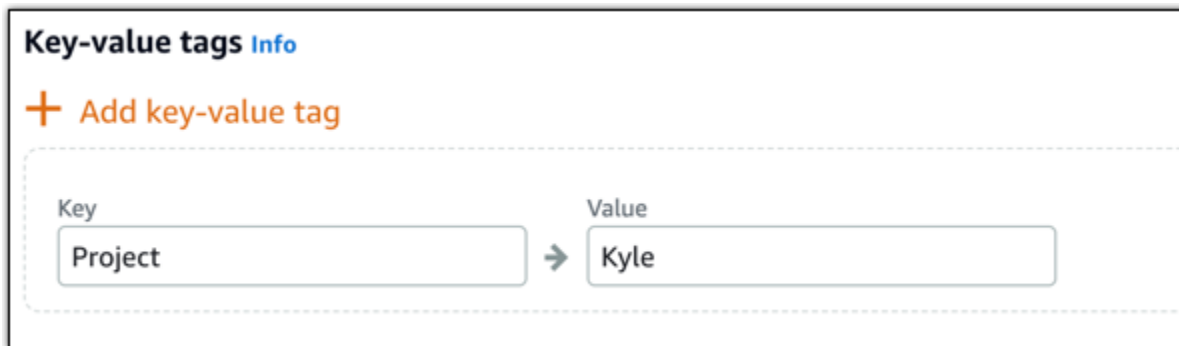 Key-value tags Info
+ Add key-value tag
Key Value
Project → Kyle